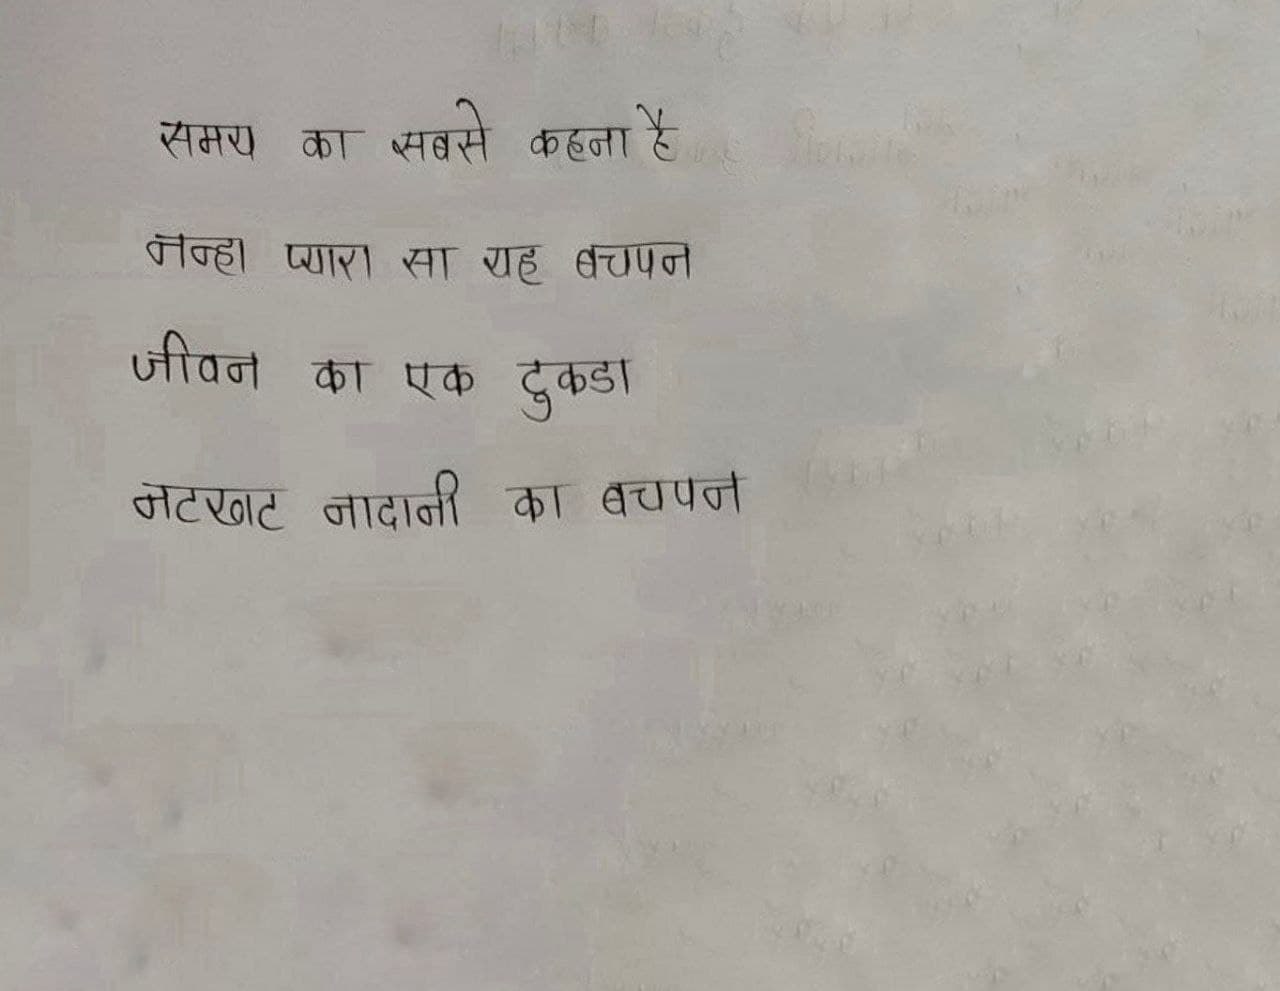 समय का सबसे कहना है
नन्हा प्यारा सा यह बचपन
जीवन का एक टुकडा
नटखट नादानी का बचपन